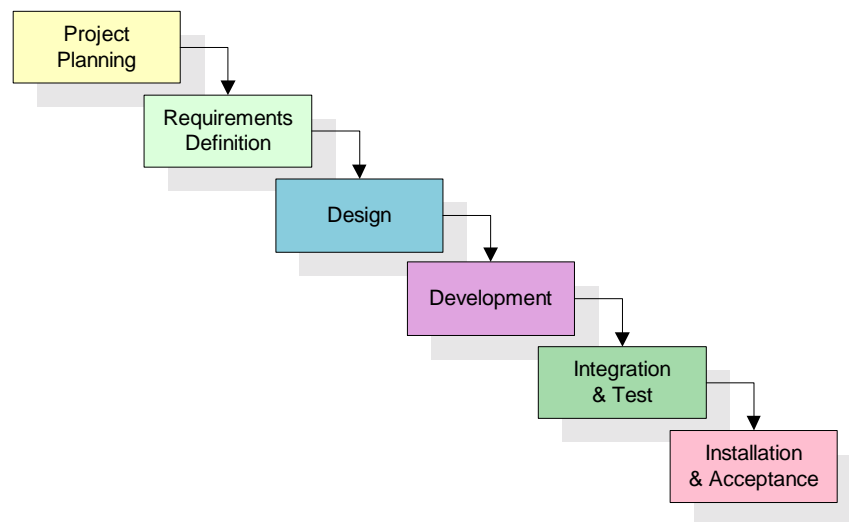 Project
Planning
Requirements
Definition
Design
Development
Integration
& Test
Installation
& Acceptance